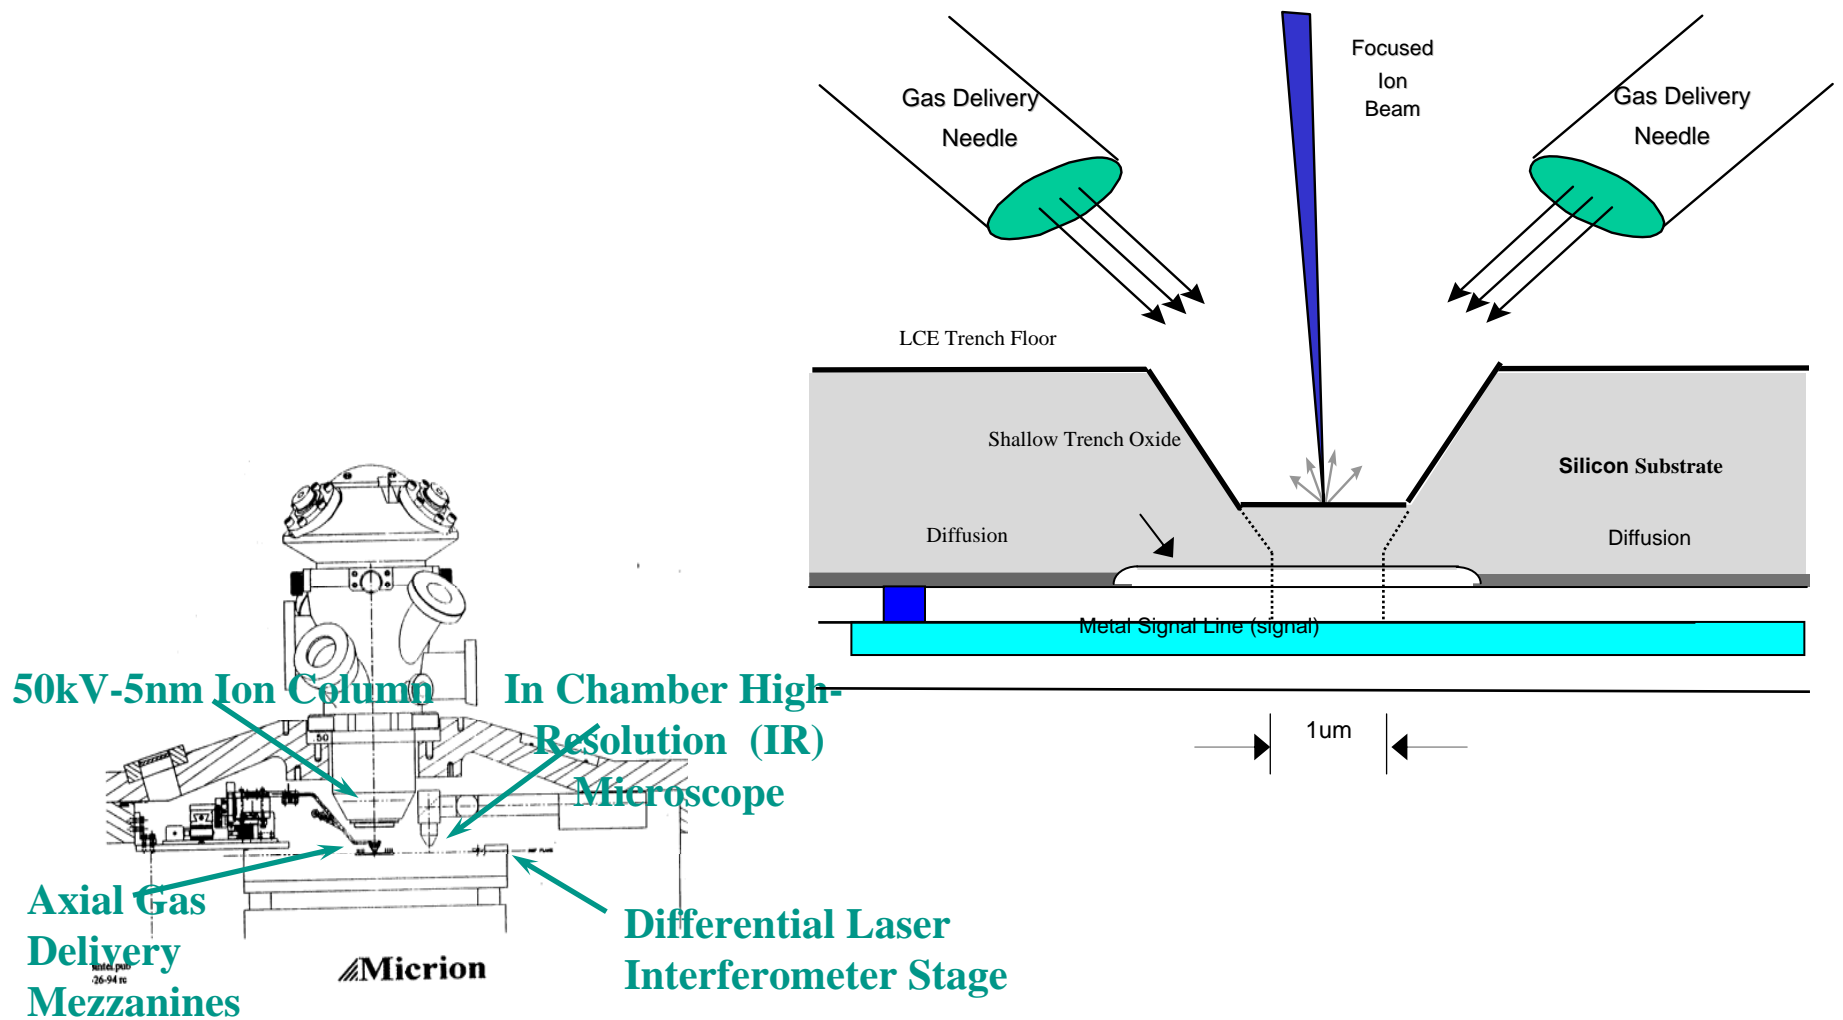 Focused
Ion
Beam
Gas Delivery
Needle
Gas Delivery
Needle
LCE Trench Floor
Shallow Trench Oxide
Silicon Substrate
Diffusion
Diffusion
Metal Signal Line (signal)
1um
50kV-5nm Ion Column
In Chamber High-
Resolution (IR)
Microscope
.50
Axial Gas
Delivery
Mezzanines
Differential Laser
Interferometer Stage
Micrion